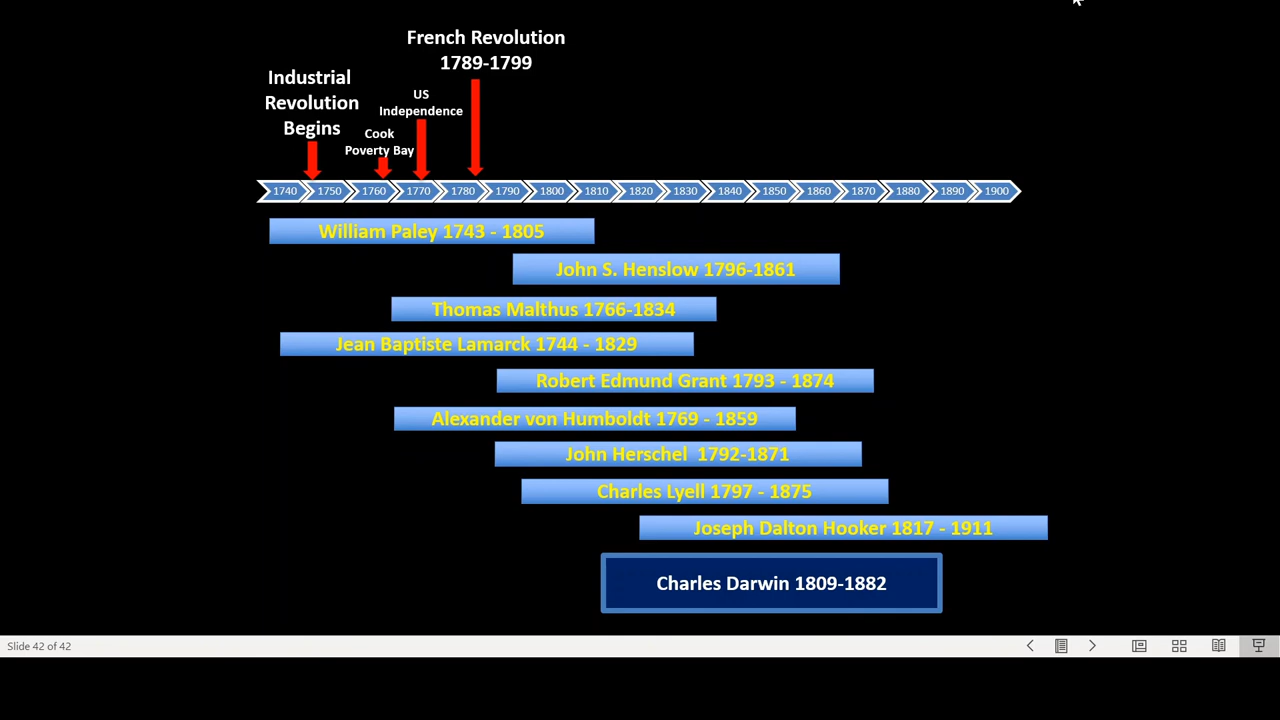 French Revolution
1789-1799
Industrial
Revolution
Begins
US
Independence
Cook
Poverty Bay
1740 1750 1760 1770 1780 1790 1800 1810 1820 1830 1840 1850 1860 1870 1880 1890 1900
William Paley 1743 - 1805
John S. Henslow 1796-1861
Thomas Malthus 1766-1834
Jean Baptiste Lamarck 1744 - 1829
Robert Edmund Grant 1793 - 1874
Alexander von Humboldt 1769 - 1859
John Herschel  1792-1871
Charles Lyell 1797 - 1875
Joseph Dalton Hooker 1817 - 1911
Charles Darwin 1809-1882
Slide 42 of 42